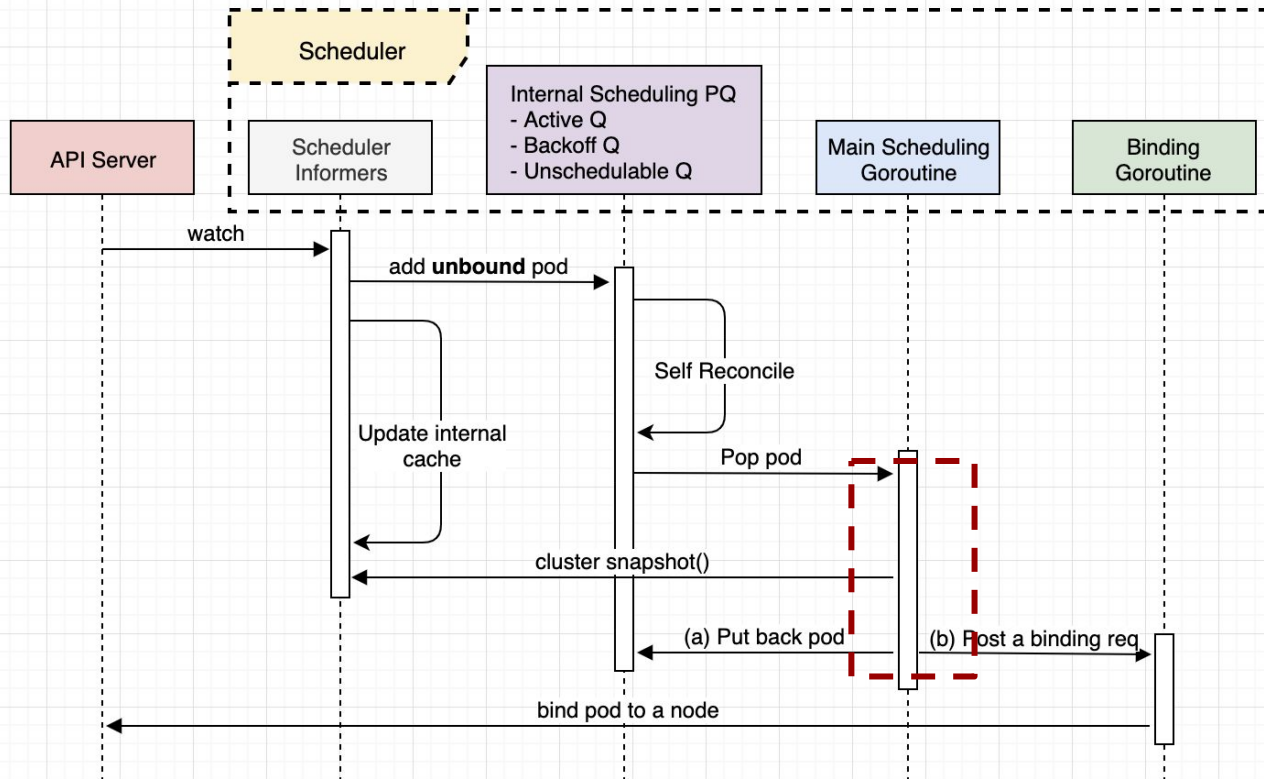 Scheduler
Internal Scheduling PQ
- Active Q
- Backoff Q
- Unschedulable Q
API Server
Scheduler
Informers
Main Scheduling
Goroutine
Binding
Goroutine
watch
add unbound pod
Self Reconcile
Update internal
cache
Pop pod
cluster snapshot()
(a) Put back pod
(b) Post a binding req
bind pod to a node